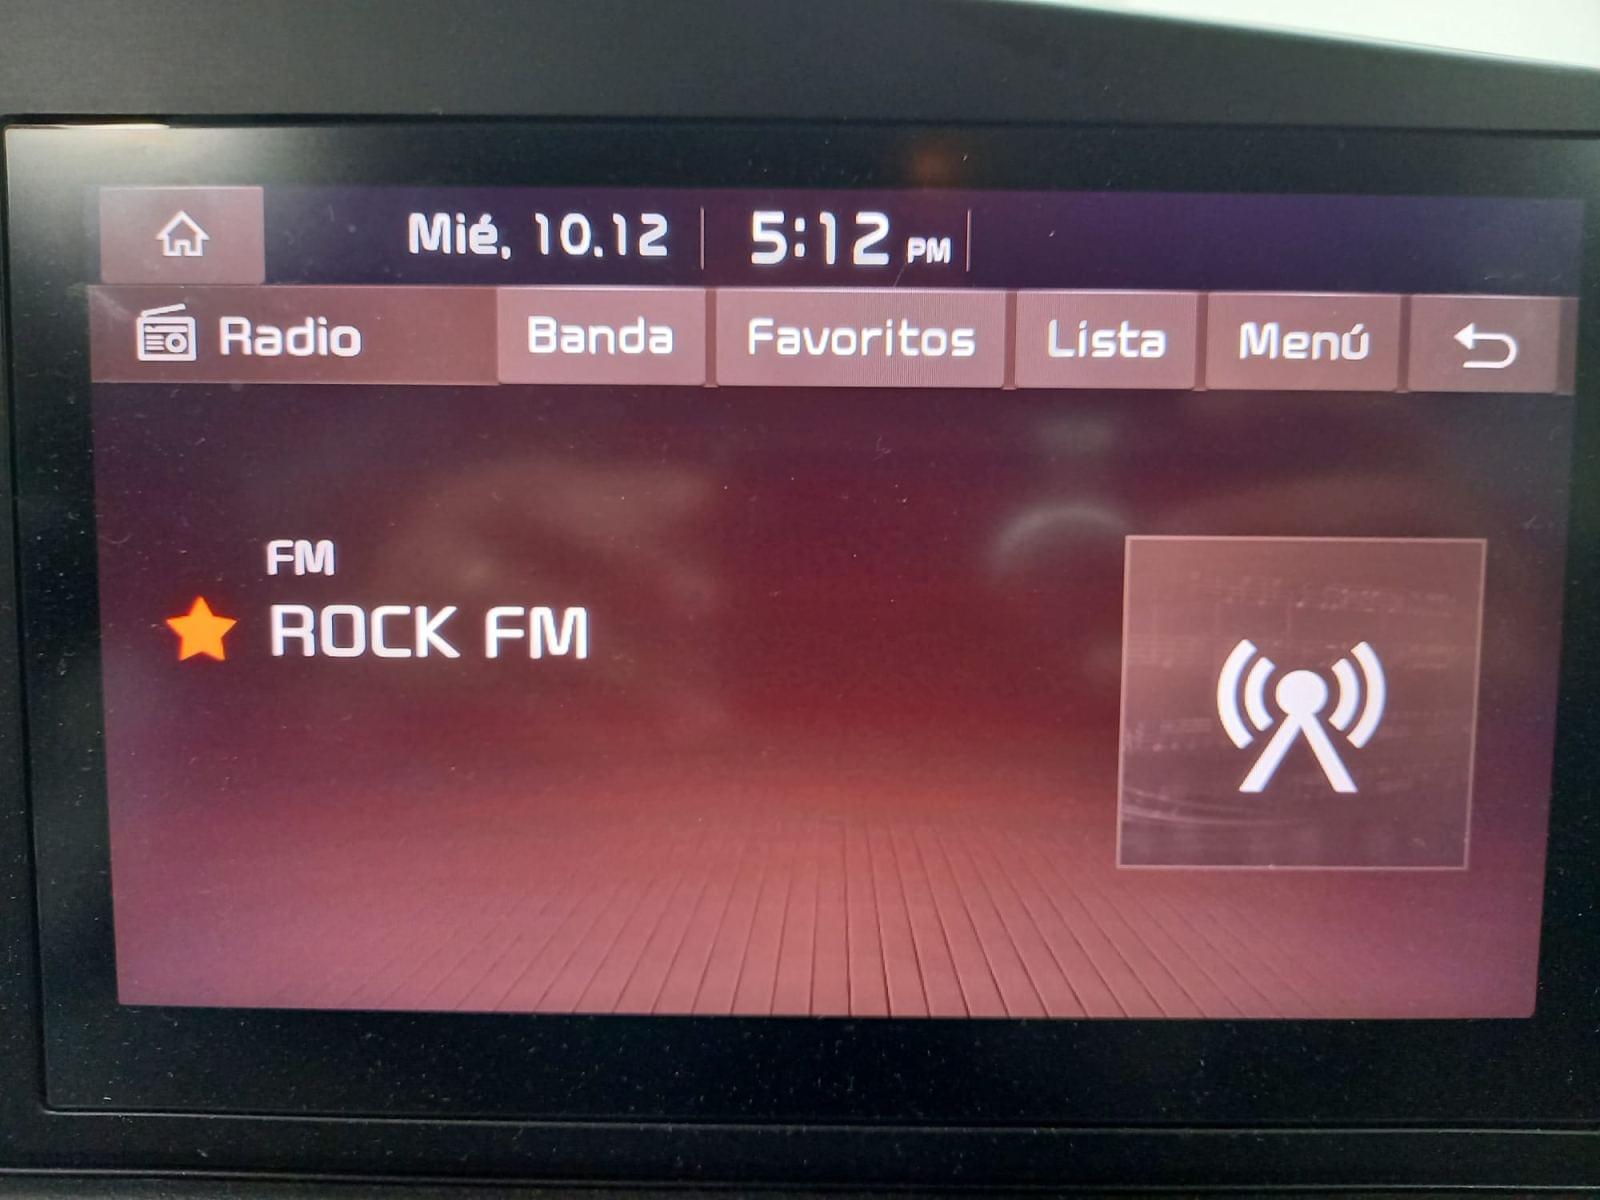 Mié, 10.12 5:12 PM
Radio Banda Favoritos Lista Menú
FM
ROCK FM